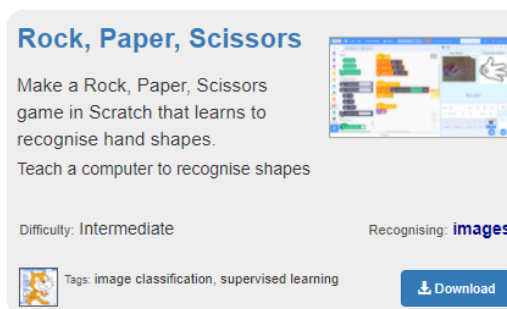 Rock, Paper, Scissors
Make a Rock, Paper, Scissors
game in Scratch that learns to
recognise hand shapes.
Teach a computer to recognise shapes
Difficulty: Intermediate
Recognising: images
Tags: image classification, supervised learning
Download